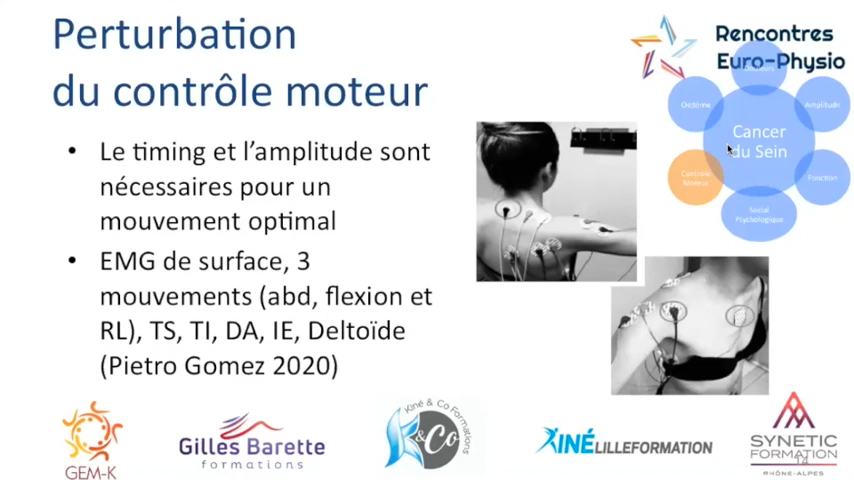 Perturbation
du contrôle moteur
• Le timing et l'amplitude sont
nécessaires pour un
mouvement optimal
• EMG de surface, 3
mouvements (abd, flexion et
RL), TS, TI, DA, IE, Deltoïde
(Pietro Gomez 2020)
Rencontres
Euro-Physio
Oedème
Amplitude
Cancer
du Sein
Contrôle
Moteur
Fonction
Social
Psychologique
GEM-K
Gilles Barette
formations
Kiné & Co Formations
K&Co
KINÉLILLEFORMATION
SYNETIC
FORMATION
14
RHÔNE-ALPES